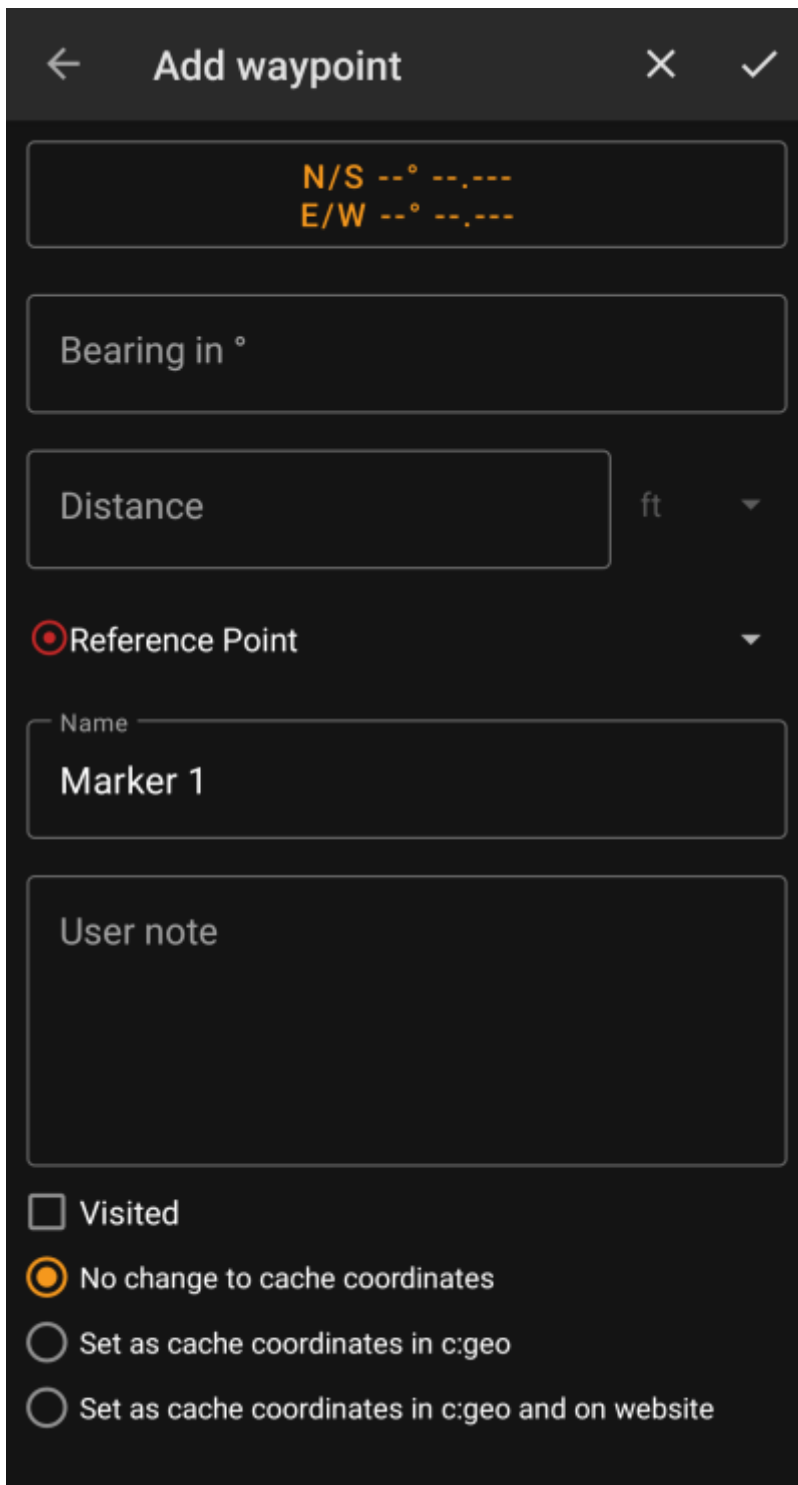 Add waypoint
N/S --° --.---
E/W --° --.---
Bearing in °
Distance
ft
Reference Point
Name
Marker 1
User note
Visited
No change to cache coordinates
Set as cache coordinates in c:geo
Set as cache coordinates in c:geo and on website